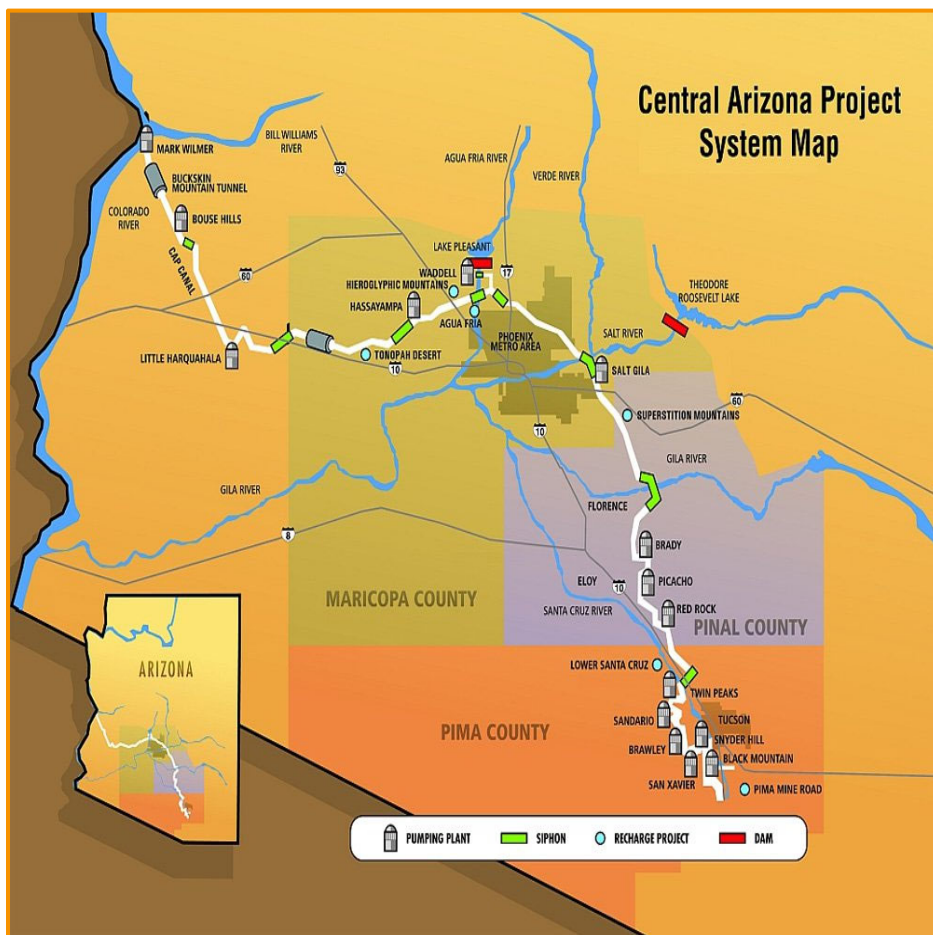 Central Arizona Project
System Map
MARK WILMER
BILL WILLIAMS
RIVER
93
AGUA FRIA RIVER
VERDE RIVER
BUCKSKIN
MOUNTAIN TUNNEL
COLORADO
RIVER
BOUSE HILLS
CAP CANAL
60
LAKE PLEASANT
WADDELL
17
HIEROGLYPHIC MOUNTAINS
HASSAYAMPA
AGUA FRIA
THEODORE
ROOSEVELT LAKE
SALT RIVER
PHOENIX
METRO AREA
LITTLE HARQUAHALA
TONOPAH DESERT
10
SALT GILA
60
SUPERSTITION MOUNTAINS
10
GILA RIVER
GILA RIVER
FLORENCE
8
BRADY
ELOY
10
PICACHO
SANTA CRUZ RIVER
RED ROCK
MARICOPA COUNTY
PINAL COUNTY
ARIZONA
LOWER SANTA CRUZ
TWIN PEAKS
SANDARIO
TUCSON
SNYDER HILL
PIMA COUNTY
BRAWLEY
BLACK MOUNTAIN
SAN XAVIER
PIMA MINE ROAD
PUMPING PLANT
SIPHON
RECHARGE PROJECT
DAM